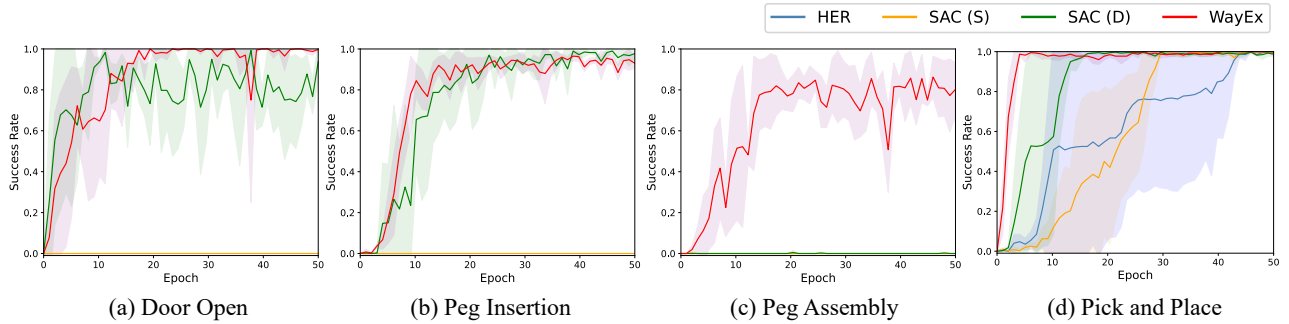 HER SAC (S) SAC (D) WayEx
1.0 0.8 0.6 0.4 0.2 0.0
Success Rate
0 10 20 30 40 50
Epoch
(a) Door Open
1.0 0.8 0.6 0.4 0.2 0.0
Success Rate
0 10 20 30 40 50
Epoch
(b) Peg Insertion
1.0 0.8 0.6 0.4 0.2 0.0
Success Rate
0 10 20 30 40 50
Epoch
(c) Peg Assembly
1.0 0.8 0.6 0.4 0.2 0.0
Success Rate
0 10 20 30 40 50
Epoch
(d) Pick and Place